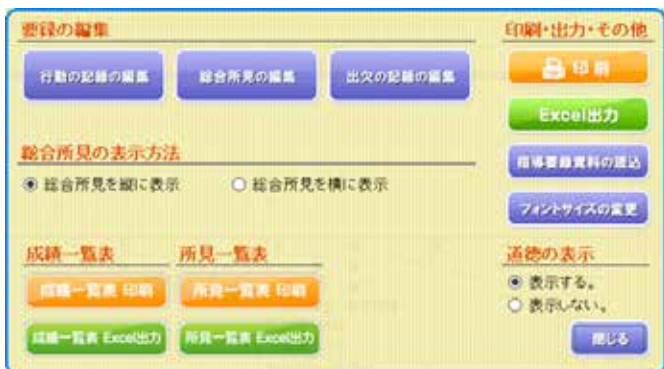 要録の編集
行動の記録の編集 総合所見の編集 出欠の記録の編集
総合所見の表示方法
総合所見を縦に表示 総合所見を横に表示
成績一覧表 所見一覧表
成績一覧表 印刷 所見一覧表 印刷
成績一覧表 Excel出力 所見一覧表 Excel出力
印刷・出力・その他
印刷
Excel出力
指導要録資料の読込
フォントサイズの変更
道徳の表示
表示する。
表示しない。
閉じる